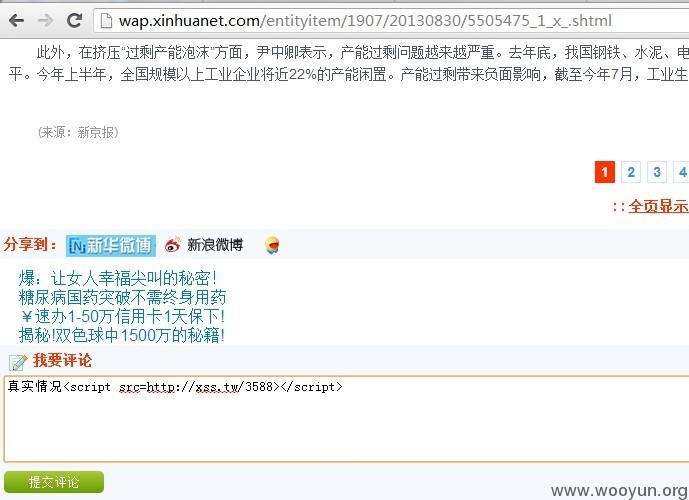 wap.xinhuanet.com/entityitem/1907/20130830/5505475_1_x_.shtml
此外，在挤压“过剩产能泡沫”方面，尹中卿表示，产能过剩问题越来越严重。去年底，我国钢铁、水泥、电
平。今年上半年，全国规模以上工业企业将近22%的产能闲置。产能过剩带来负面影响，截至今年7月，工业生
(来源：新京报)
1 2 3 4
:: 全页显示
分享到： 新华微博 新浪微博
爆：让女人幸福尖叫的秘密！
糖尿病国药突破不需终身用药
￥速办1-50万信用卡1天保下！
揭秘!双色球中1500万的秘籍!
我要评论
真实情况<script src=http://xss.tw/3588></script>
提交评论
www.wooyun.org